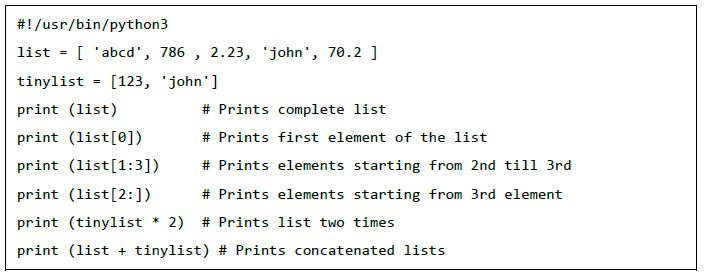 #!/usr/bin/python3
list = [ 'abcd', 786 , 2.23, 'john', 70.2 ]
tinylist = [123, 'john']
print (list)          # Prints complete list
print (list[0])       # Prints first element of the list
print (list[1:3])     # Prints elements starting from 2nd till 3rd
print (list[2:])      # Prints elements starting from 3rd element
print (tinylist * 2)  # Prints list two times
print (list + tinylist) # Prints concatenated lists